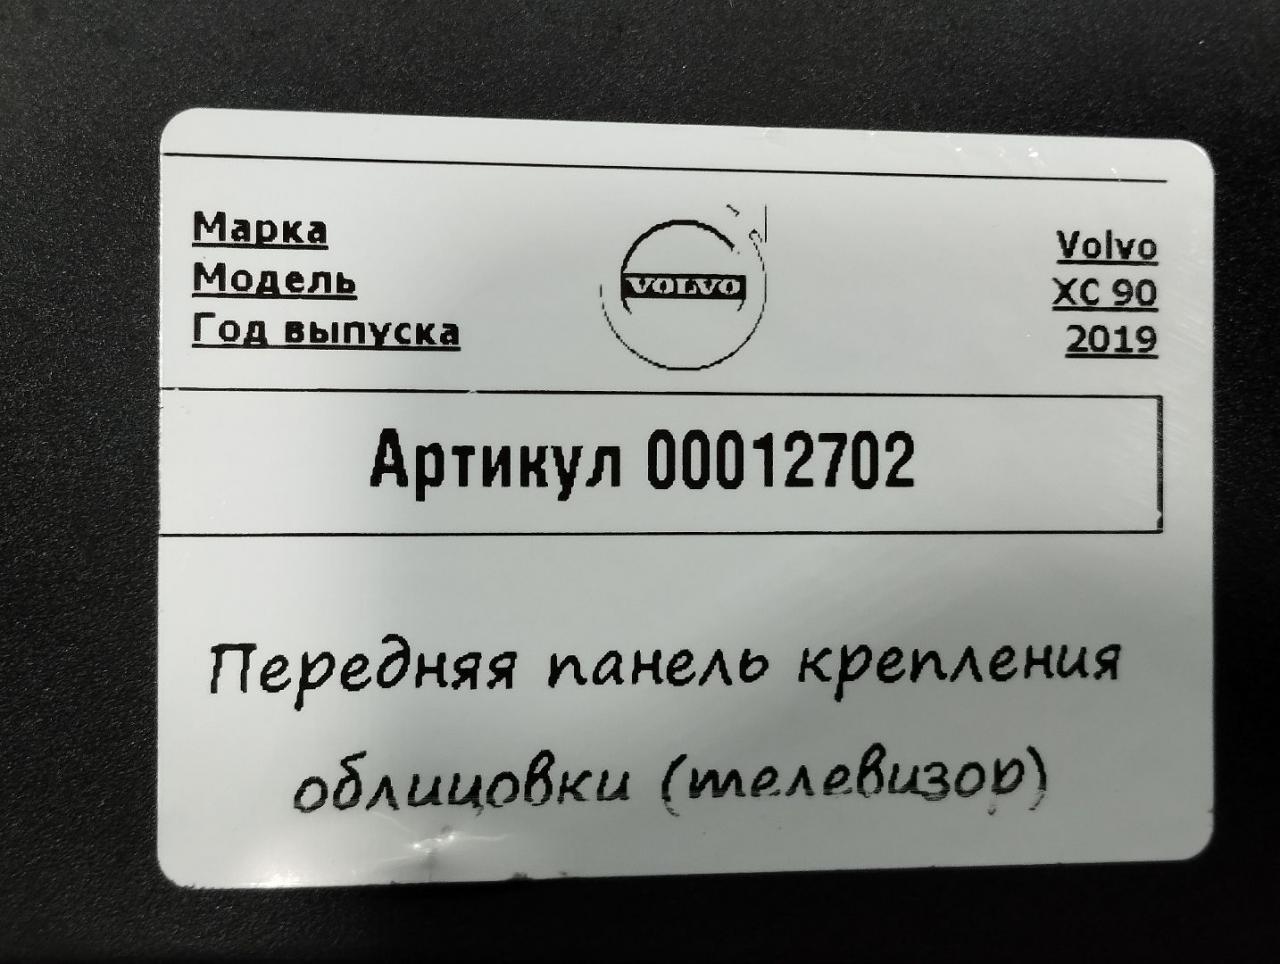 Марка
Модель
Год выпуска
VOLVO
Volvo
XC 90
2019
Артикул 00012702
Передняя панель крепления
облицовки (телевизор)